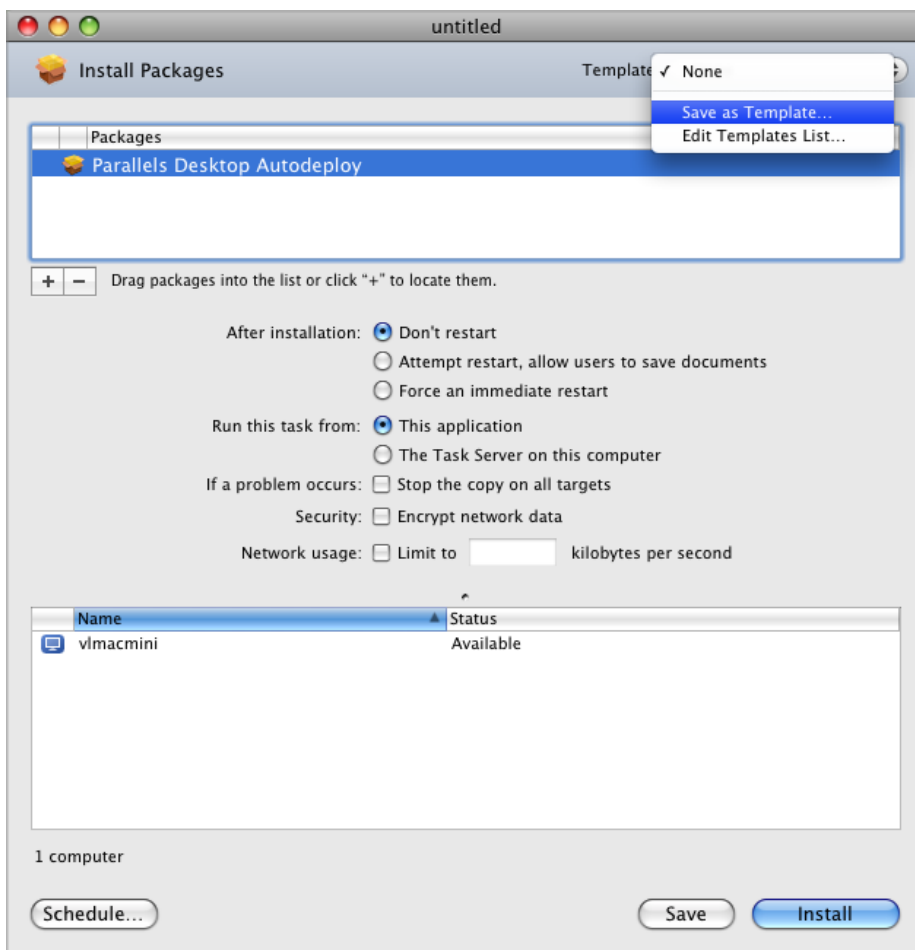 untitled
Install Packages
Template
✓ None
Save as Template...
Edit Templates List...
Packages
Parallels Desktop Autodeploy
+ − Drag packages into the list or click “+” to locate them.
After installation: Don't restart
Attempt restart, allow users to save documents
Force an immediate restart
Run this task from: This application
The Task Server on this computer
If a problem occurs: Stop the copy on all targets
Security: Encrypt network data
Network usage: Limit to kilobytes per second
Name Status
vlmacmini Available
1 computer
Schedule... Save Install